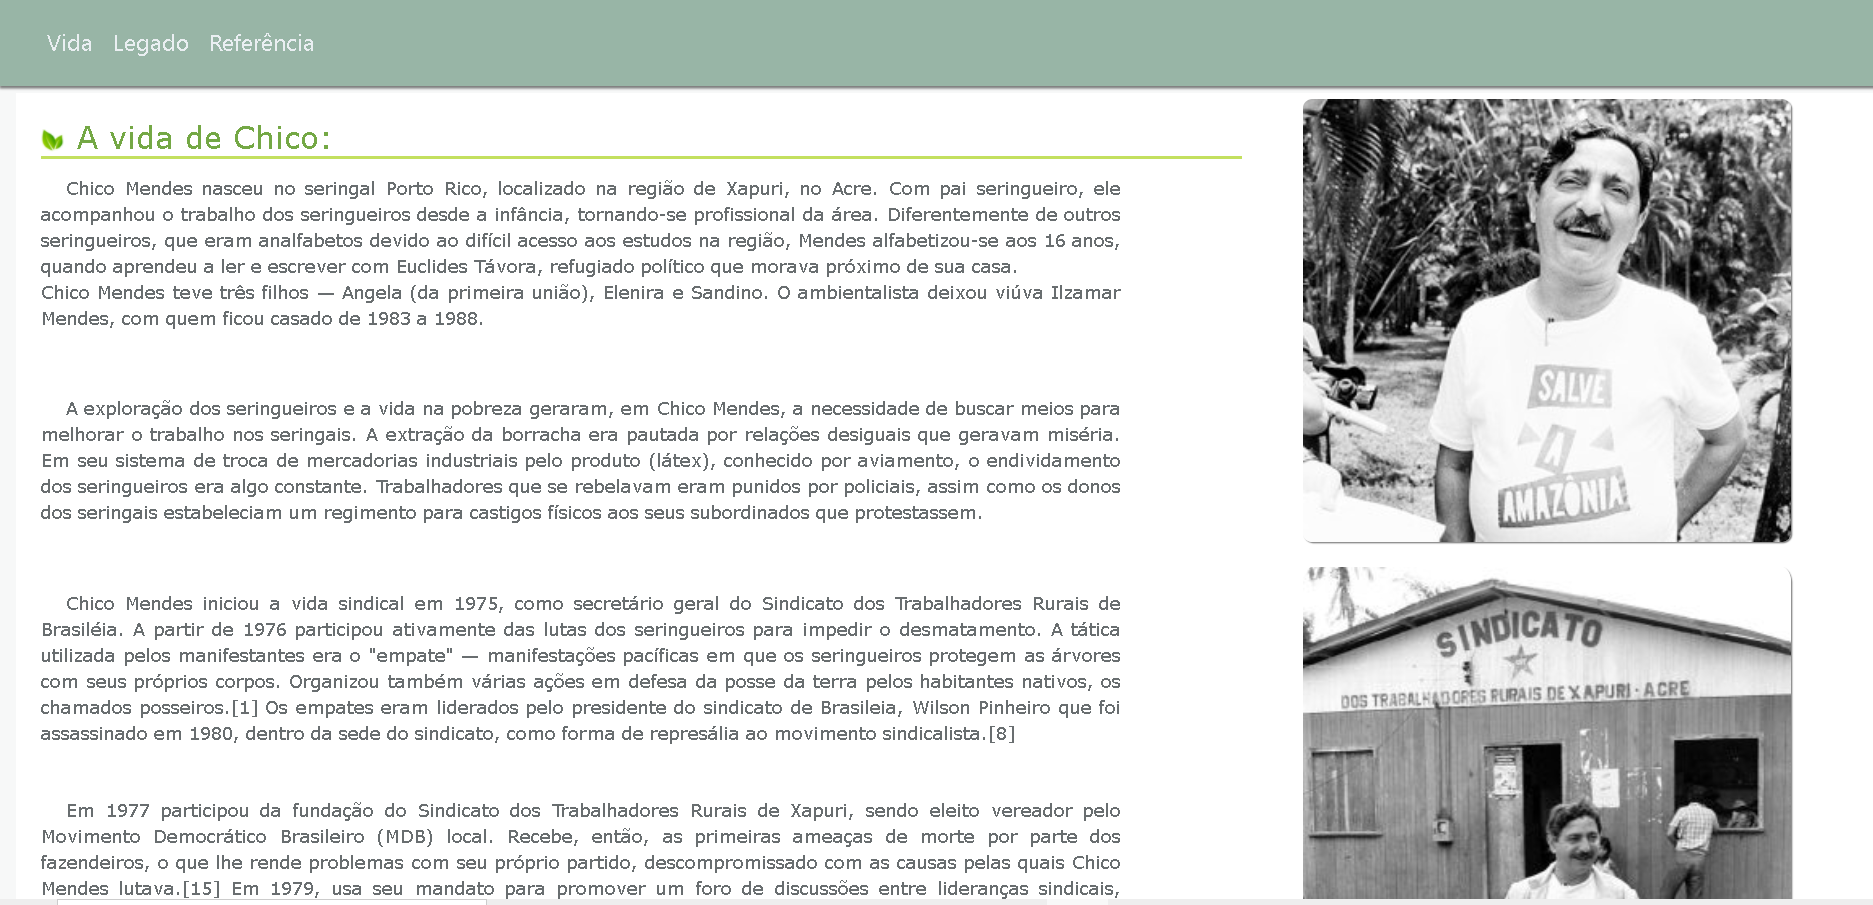 Vida Legado Referência
A vida de Chico:
Chico Mendes nasceu no seringal Porto Rico, localizado na região de Xapuri, no Acre. Com pai seringueiro, ele
acompanhou o trabalho dos seringueiros desde a infância, tornando-se profissional da área. Diferentemente de outros
seringueiros, que eram analfabetos devido ao difícil acesso aos estudos na região, Mendes alfabetizou-se aos 16 anos,
quando aprendeu a ler e escrever com Euclides Távora, refugiado político que morava próximo de sua casa.
Chico Mendes teve três filhos — Angela (da primeira união), Elenira e Sandino. O ambientalista deixou viúva Ilzamar
Mendes, com quem ficou casado de 1983 a 1988.
A exploração dos seringueiros e a vida na pobreza geraram, em Chico Mendes, a necessidade de buscar meios para
melhorar o trabalho nos seringais. A extração da borracha era pautada por relações desiguais que geravam miséria.
Em seu sistema de troca de mercadorias industriais pelo produto (látex), conhecido por aviamento, o endividamento
dos seringueiros era algo constante. Trabalhadores que se rebelavam eram punidos por policiais, assim como os donos
dos seringais estabeleciam um regimento para castigos físicos aos seus subordinados que protestassem.
Chico Mendes iniciou a vida sindical em 1975, como secretário geral do Sindicato dos Trabalhadores Rurais de
Brasiléia. A partir de 1976 participou ativamente das lutas dos seringueiros para impedir o desmatamento. A tática
utilizada pelos manifestantes era o "empate" — manifestações pacíficas em que os seringueiros protegem as árvores
com seus próprios corpos. Organizou também várias ações em defesa da posse da terra pelos habitantes nativos, os
chamados posseiros.[1] Os empates eram liderados pelo presidente do sindicato de Brasileia, Wilson Pinheiro que foi
assassinado em 1980, dentro da sede do sindicato, como forma de represália ao movimento sindicalista.[8]
Em 1977 participou da fundação do Sindicato dos Trabalhadores Rurais de Xapuri, sendo eleito vereador pelo
Movimento Democrático Brasileiro (MDB) local. Recebe, então, as primeiras ameaças de morte por parte dos
fazendeiros, o que lhe rende problemas com seu próprio partido, descompromissado com as causas pelas quais Chico
Mendes lutava.[15] Em 1979, usa seu mandato para promover um foro de discussões entre lideranças sindicais,
SALVE
A
AMAZÔNIA
SINDICATO
DOS TRABALHADORES RURAIS DE XAPURI - ACRE